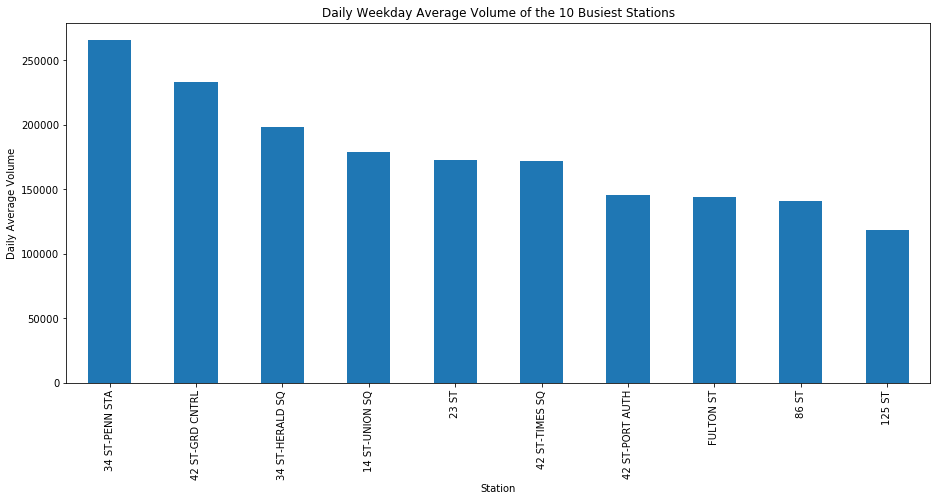 Daily Weekday Average Volume of the 10 Busiest Stations
Daily Average Volume
250000
200000
150000
100000
50000
0
34 ST-PENN STA
42 ST-GRD CNTRL
34 ST-HERALD SQ
14 ST-UNION SQ
23 ST
42 ST-TIMES SQ
42 ST-PORT AUTH
FULTON ST
86 ST
125 ST
Station